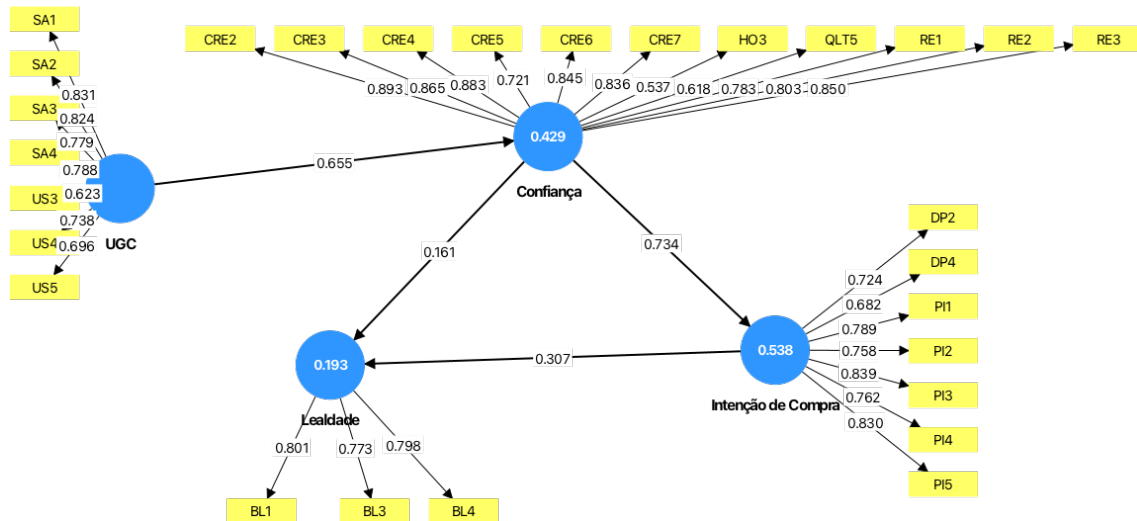 SA1
SA2
SA3
SA4
US3
US4
US5
0.831
0.824
0.779
0.788
0.623
0.738
0.696
UGC
0.655
CRE2
CRE3
CRE4
CRE5
CRE6
CRE7
HO3
QLT5
RE1
RE2
RE3
0.893
0.865
0.883
0.721
0.845
0.836
0.537
0.618
0.783
0.803
0.850
0.429
Confiança
0.161
0.734
0.193
Lealdade
0.307
0.538
Intenção de Compra
0.801
0.773
0.798
BL1
BL3
BL4
0.724
0.682
0.789
0.758
0.839
0.762
0.830
DP2
DP4
PI1
PI2
PI3
PI4
PI5